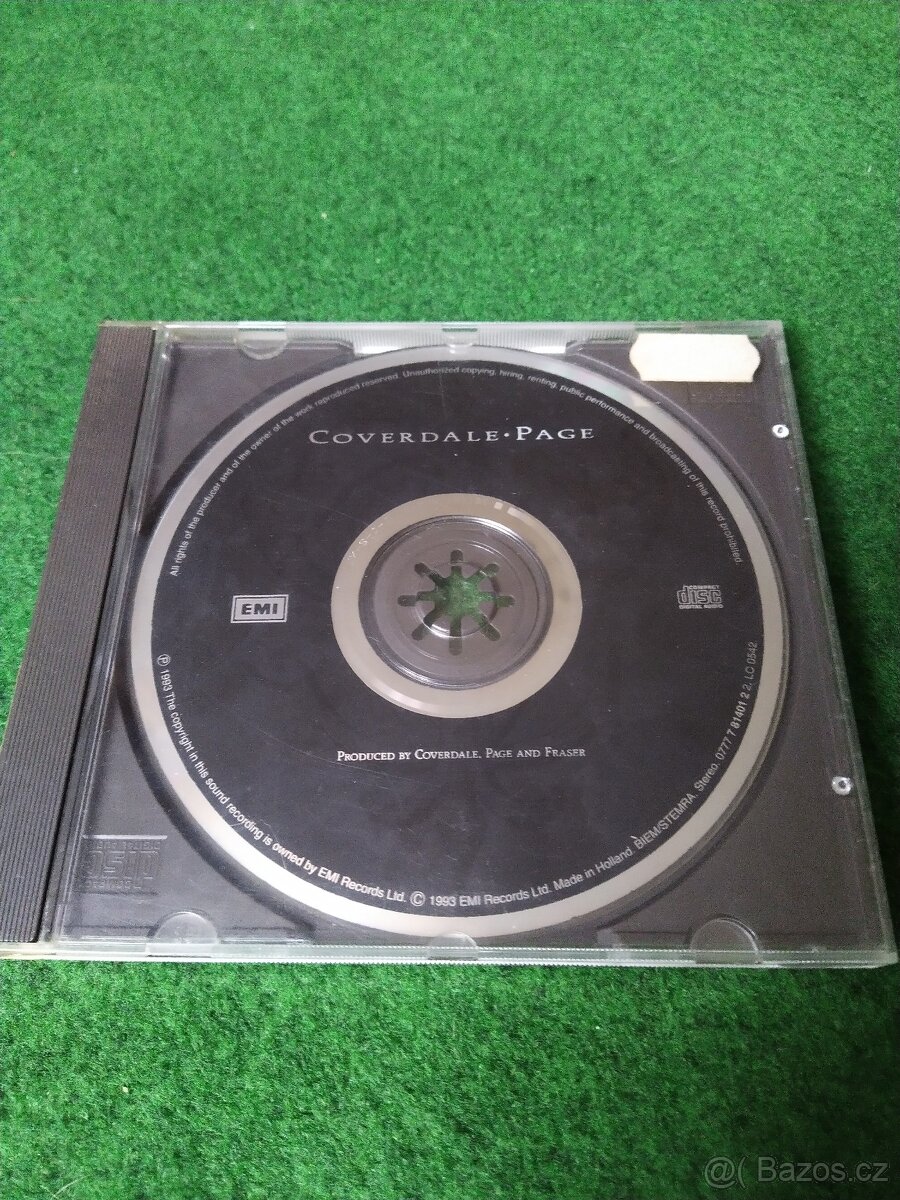 All rights of the producer and of the owner of the work reproduced reserved. Unauthorized copying, hiring, renting, public performance and broadcasting of this record prohibited.
COVERDALE • PAGE
EMI
COMPACT
disc
DIGITAL AUDIO
PRODUCED BY COVERDALE, PAGE AND FRASER
℗ 1993 The copyright in this sound recording is owned by EMI Records Ltd. © 1993 EMI Records Ltd. Made in Holland. BIEM/STEMRA. Stereo. 0777 7 81401 2 2. LC 0542
@( Bazos.cz